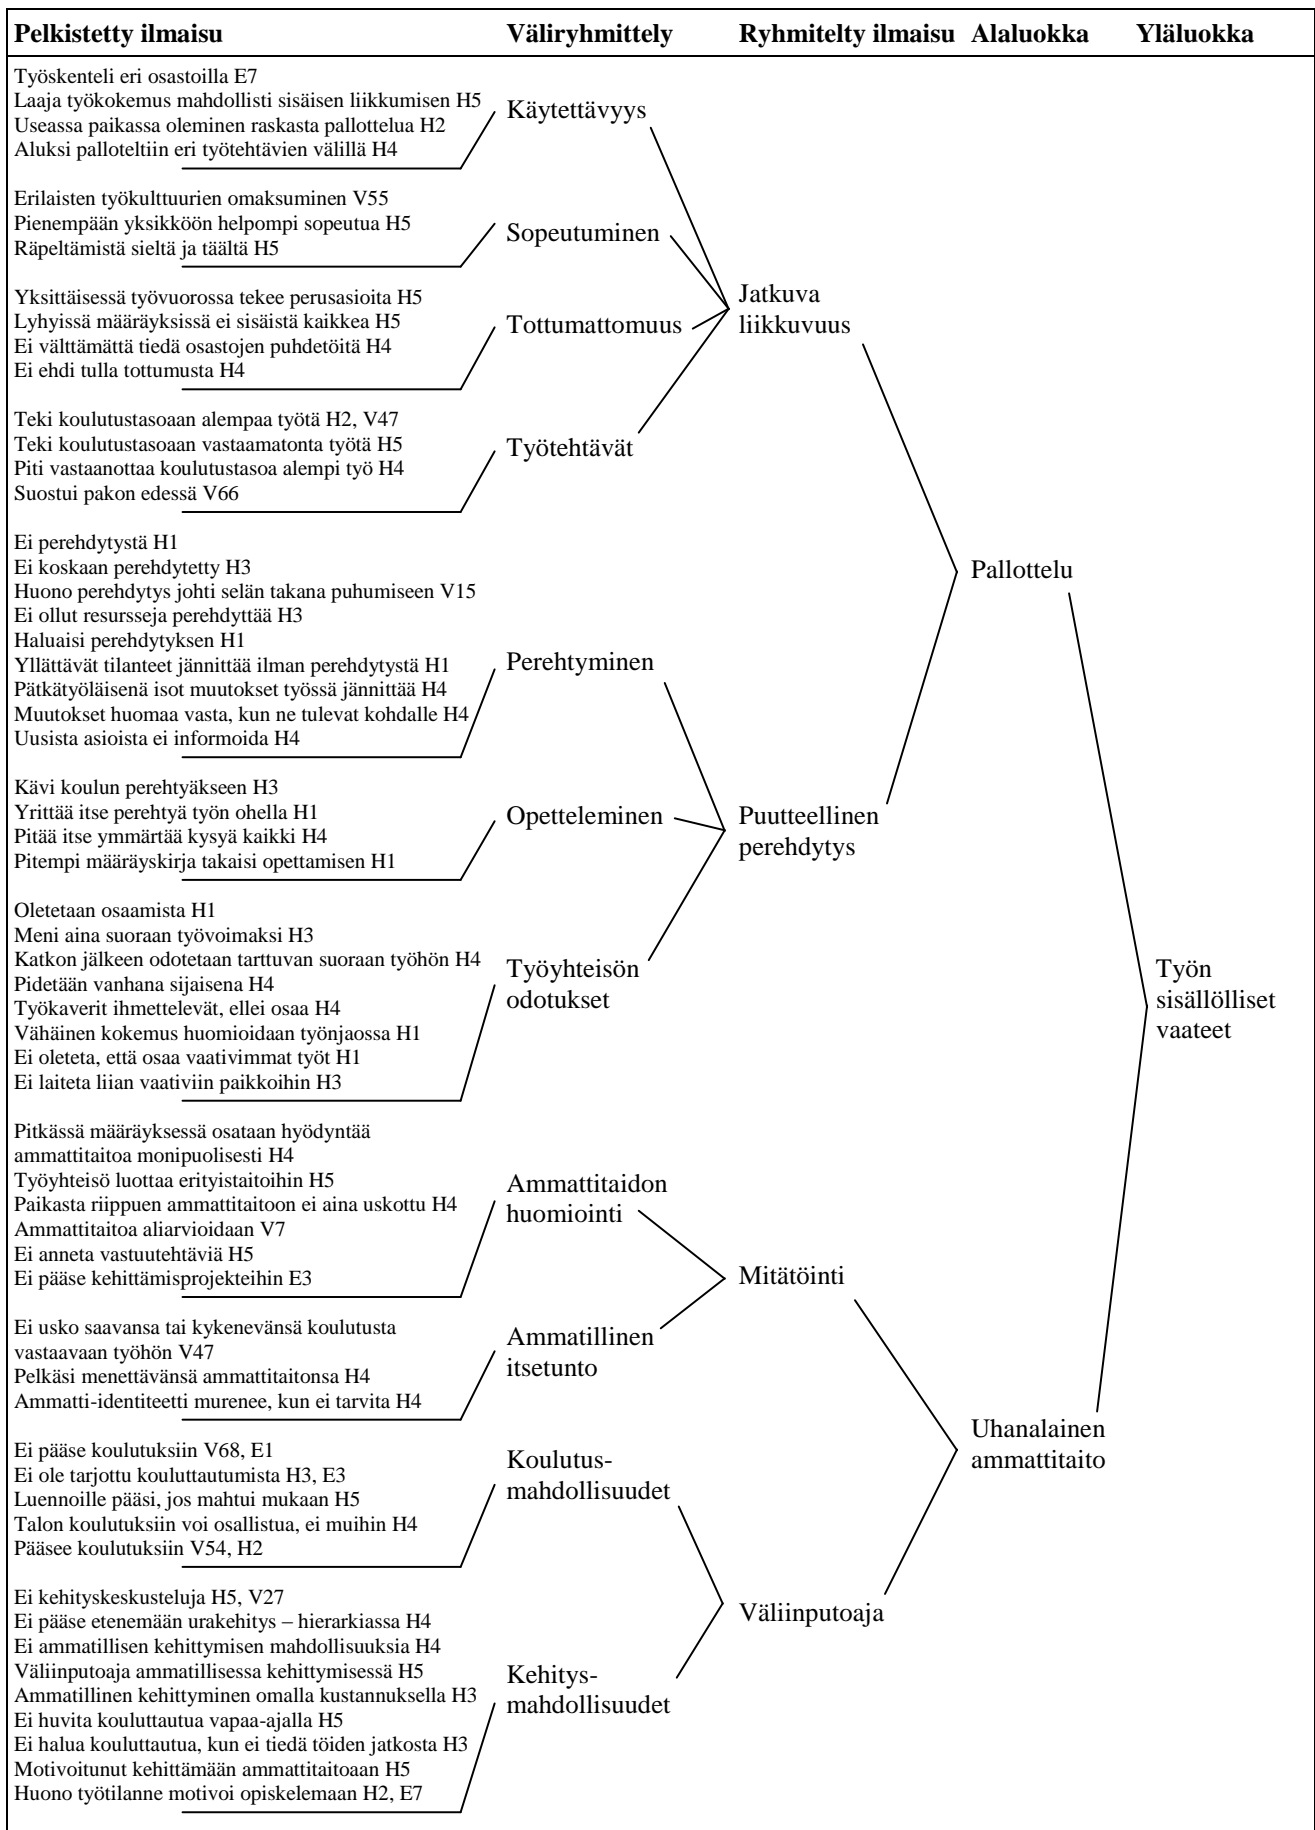 Pelkistetty ilmaisu Väliryhmittely Ryhmitelty ilmaisu Alaluokka Yläluokka
Työskenteli eri osastoilla E7
Laaja työkokemus mahdollisti sisäisen liikkumisen H5
Useassa paikassa oleminen raskasta pallottelua H2
Aluksi palloteltiin eri työtehtävien välillä H4
Käytettävyys
Erilaisten työkulttuurien omaksuminen V55
Pienempään yksikköön helpompi sopeutua H5
Räpeltämistä sieltä ja täältä H5
Sopeutuminen
Yksittäisessä työvuorossa tekee perusasioita H5
Lyhyissä määräyksissä ei sisäistä kaikkea H5
Ei välttämättä tiedä osastojen puhdetöitä H4
Ei ehdi tulla tottumusta H4
Tottumattomuus
Jatkuva
liikkuvuus
Teki koulutustasoaan alempaa työtä H2, V47
Teki koulutustasoaan vastaamatonta työtä H5
Piti vastaanottaa koulutustasoa alempi työ H4
Suostui pakon edessä V66
Työtehtävät
Ei perehdytystä H1
Ei koskaan perehdytetty H3
Huono perehdytys johti selän takana puhumiseen V15
Ei ollut resursseja perehdyttää H3
Haluaisi perehdytyksen H1
Yllättävät tilanteet jännittää ilman perehdytystä H1
Pätkätyöläisenä isot muutokset työssä jännittää H4
Muutokset huomaa vasta, kun ne tulevat kohdalle H4
Uusista asioista ei informoida H4
Perehtyminen
Pallottelu
Kävi koulun perehtyäkseen H3
Yrittää itse perehtyä työn ohella H1
Pitää itse ymmärtää kysyä kaikki H4
Pitempi määräyskirja takaisi opettamisen H1
Opetteleminen
Puutteellinen
perehdytys
Oletetaan osaamista H1
Meni aina suoraan työvoimaksi H3
Katkon jälkeen odotetaan tarttuvan suoraan työhön H4
Pidetään vanhana sijaisena H4
Työkaverit ihmettelevät, ellei osaa H4
Vähäinen kokemus huomioidaan työnjaossa H1
Ei oleteta, että osaa vaativimmat työt H1
Ei laiteta liian vaativiin paikkoihin H3
Työyhteisön
odotukset
Työn
sisällölliset
vaateet
Pitkässä määräyksessä osataan hyödyntää
ammattitaitoa monipuolisesti H4
Työyhteisö luottaa erityistaitoihin H5
Paikasta riippuen ammattitaitoon ei aina uskottu H4
Ammattitaitoa aliarvioidaan V7
Ei anneta vastuutehtäviä H5
Ei pääse kehittämisprojekteihin E3
Ammattitaidon
huomiointi
Mitätöinti
Ei usko saavansa tai kykenevänsä koulutusta
vastaavaan työhön V47
Pelkäsi menettävänsä ammattitaitonsa H4
Ammatti-identiteetti murenee, kun ei tarvita H4
Ammatillinen
itsetunto
Uhanalainen
ammattitaito
Ei pääse koulutuksiin V68, E1
Ei ole tarjottu kouluttautumista H3, E3
Luennoille pääsi, jos mahtui mukaan H5
Talon koulutuksiin voi osallistua, ei muihin H4
Pääsee koulutuksiin V54, H2
Koulutus-
mahdollisuudet
Väliinputoaja
Ei kehityskeskusteluja H5, V27
Ei pääse etenemään urakehitys – hierarkiassa H4
Ei ammatillisen kehittymisen mahdollisuuksia H4
Väliinputoaja ammatillisessa kehittymisessä H5
Ammatillinen kehittyminen omalla kustannuksella H3
Ei huvita kouluttautua vapaa-ajalla H5
Ei halua kouluttautua, kun ei tiedä töiden jatkosta H3
Motivoitunut kehittämään ammattitaitoaan H5
Huono työtilanne motivoi opiskelemaan H2, E7
Kehitys-
mahdollisuudet